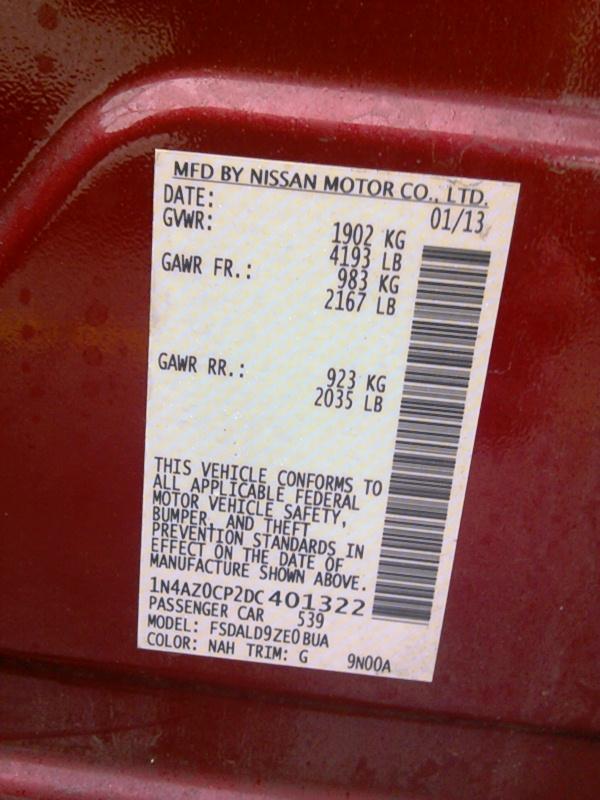 MFD BY NISSAN MOTOR CO., LTD.
DATE: 01/13
GVWR: 1902 KG
4193 LB
GAWR FR.: 983 KG
2167 LB
GAWR RR.: 923 KG
2035 LB
THIS VEHICLE CONFORMS TO
ALL APPLICABLE FEDERAL
MOTOR VEHICLE SAFETY,
BUMPER, AND THEFT
PREVENTION STANDARDS IN
EFFECT ON THE DATE OF
MANUFACTURE SHOWN ABOVE.
1N4AZ0CP2DC401322
PASSENGER CAR 539
MODEL: FSDALD9ZE0BUA
COLOR: NAH TRIM: G 9N00A